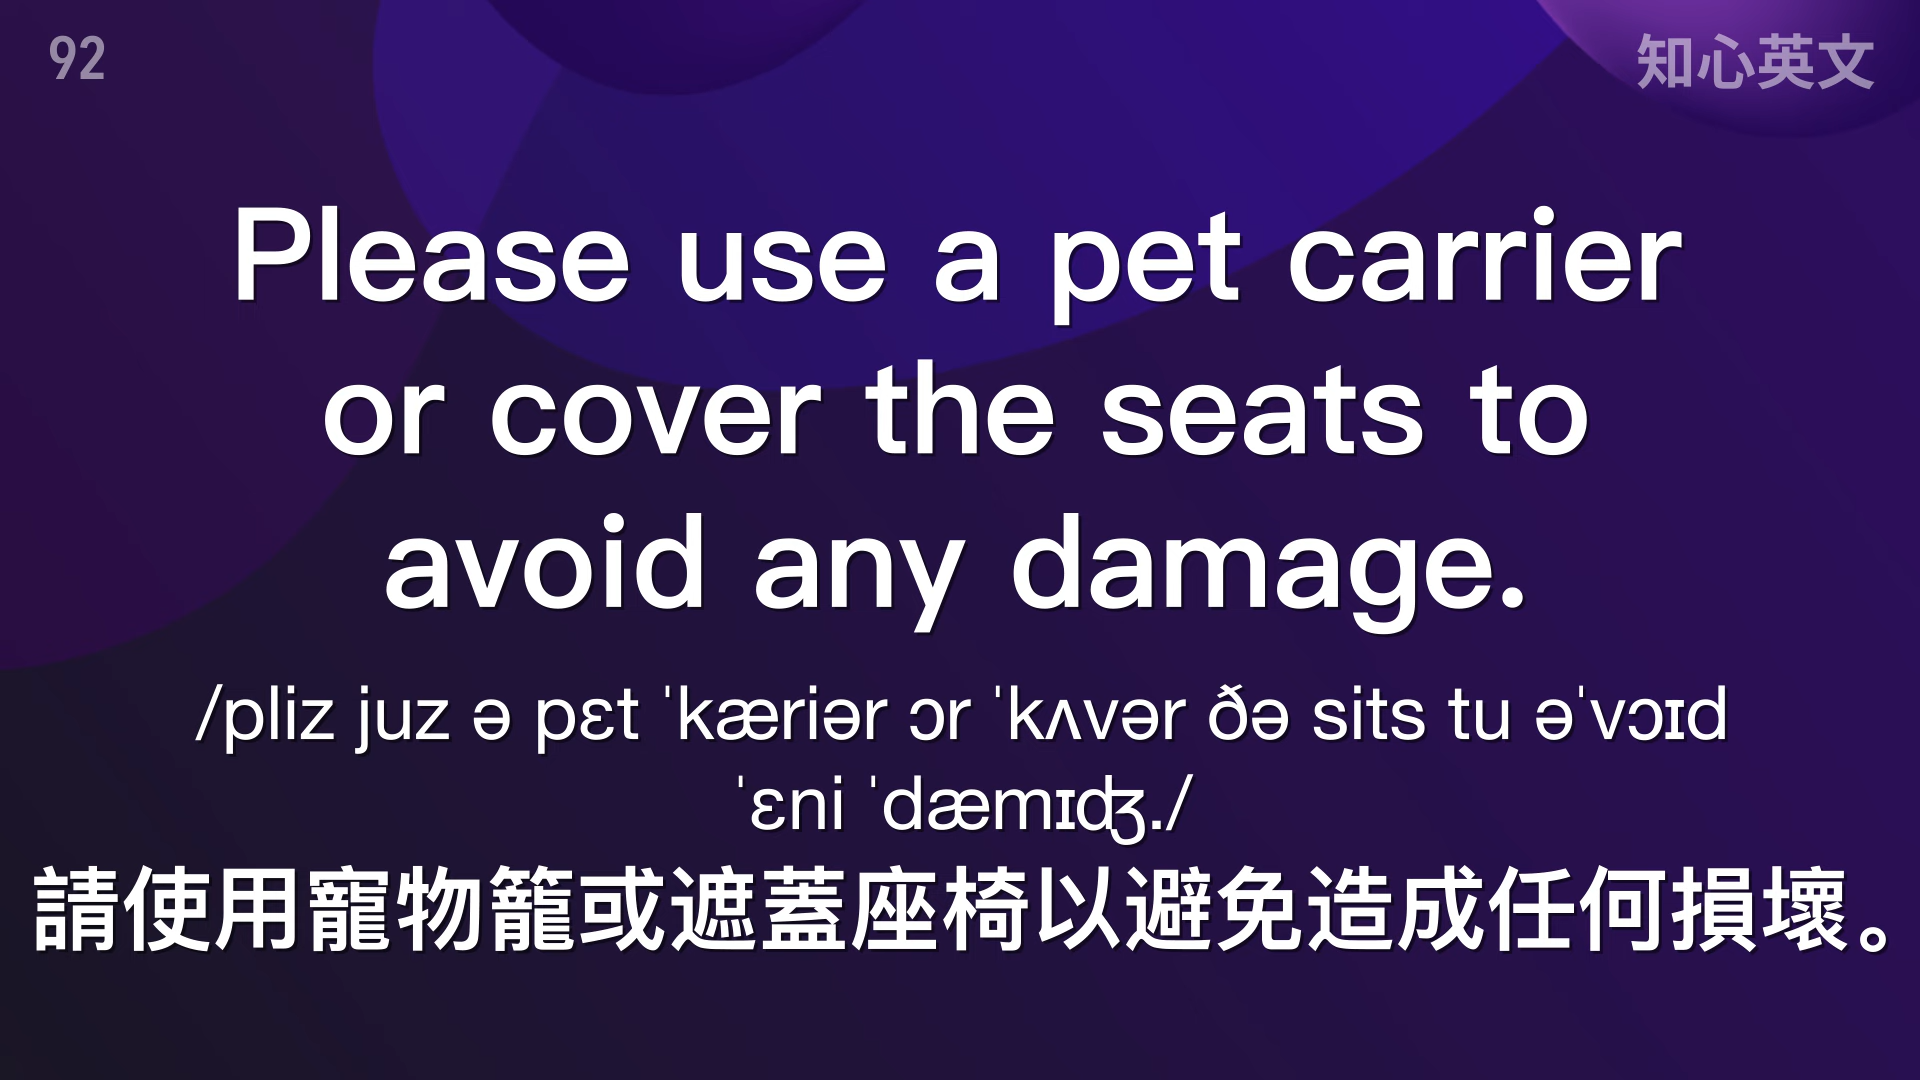 92
知心英文
Please use a pet carrier
or cover the seats to
avoid any damage.
/pliz juz ə pɛt ˈkæriər ɔr ˈkʌvər ðə sits tu əˈvɔɪd
ˈɛni ˈdæmɪʤ./
請使用寵物籠或遮蓋座椅以避免造成任何損壞。